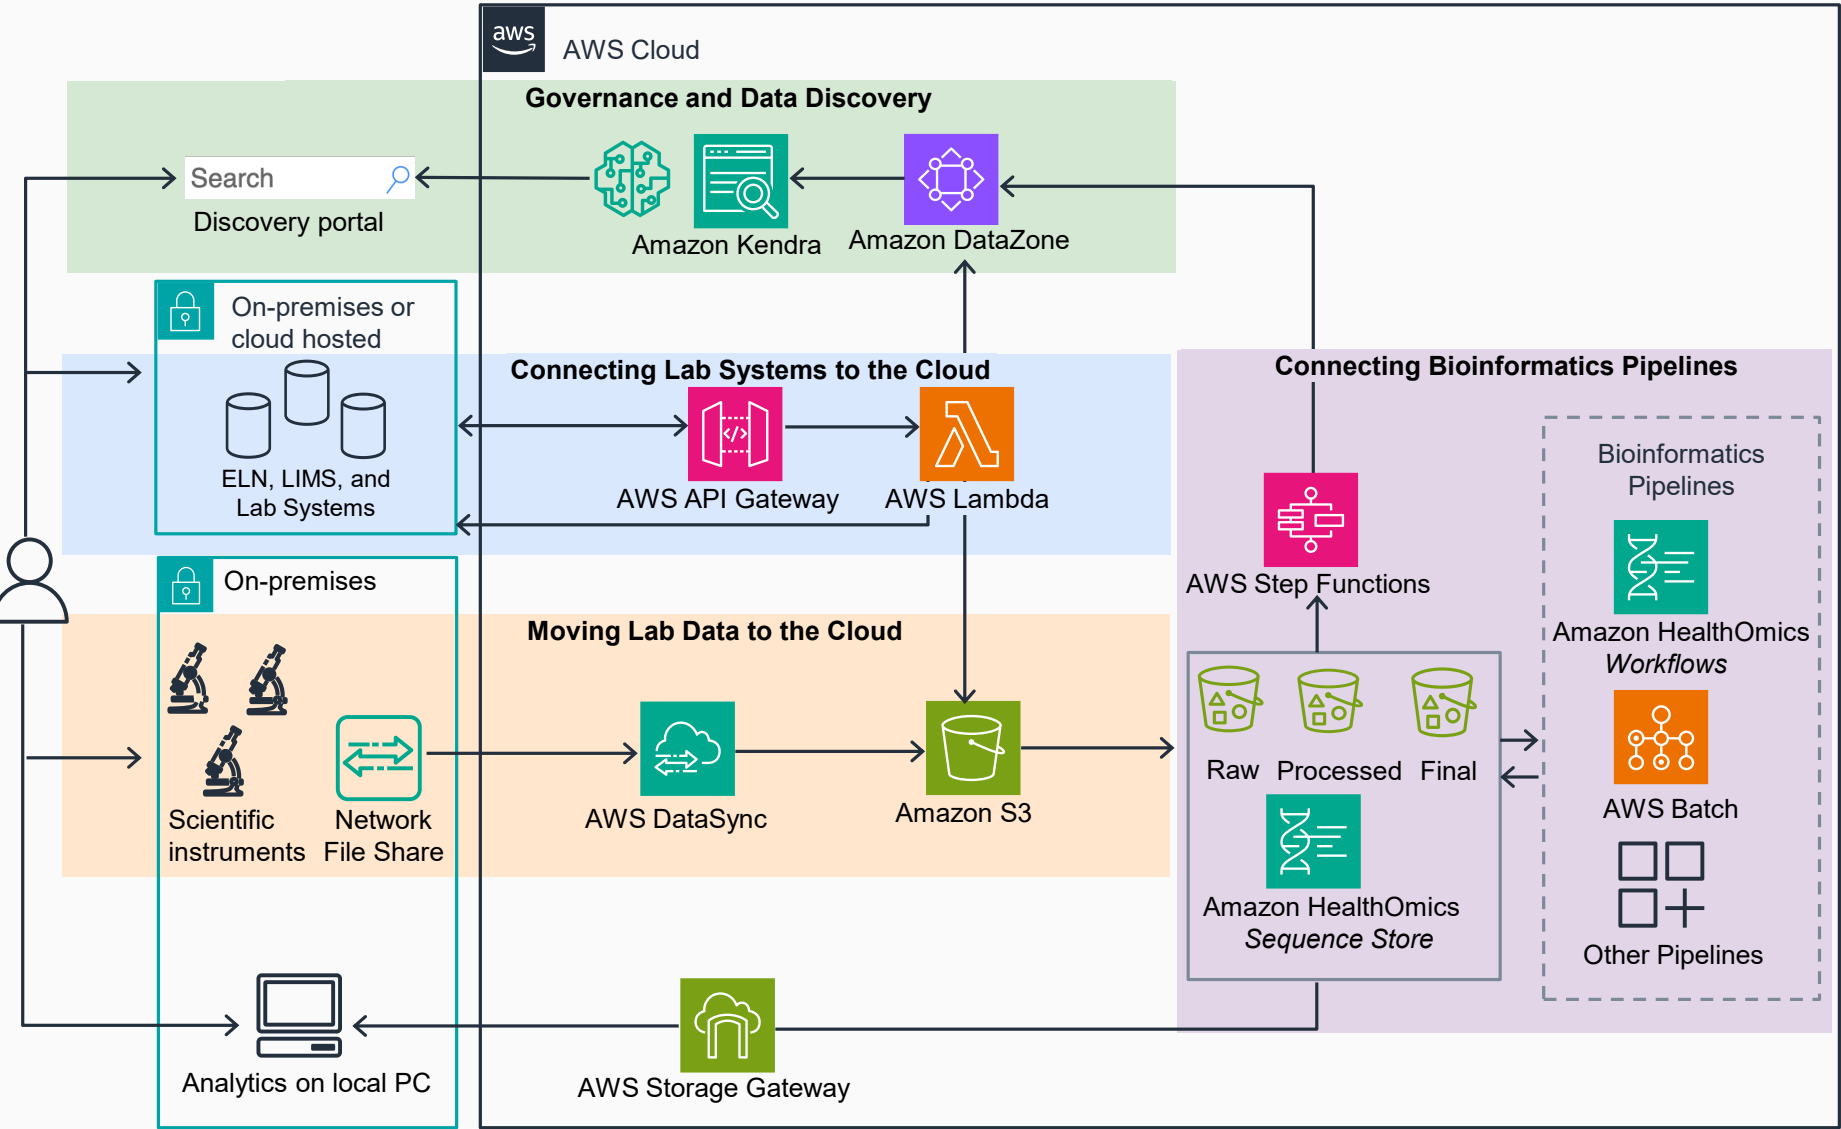 aws
AWS Cloud
Governance and Data Discovery
Search
Discovery portal
Amazon Kendra
Amazon DataZone
On-premises or
cloud hosted
ELN, LIMS, and
Lab Systems
Connecting Lab Systems to the Cloud
</>
AWS API Gateway
AWS Lambda
Connecting Bioinformatics Pipelines
AWS Step Functions
Bioinformatics
Pipelines
Amazon HealthOmics
Workflows
AWS Batch
Other Pipelines
Raw
Processed
Final
Amazon HealthOmics
Sequence Store
On-premises
Moving Lab Data to the Cloud
Scientific
instruments
Network
File Share
AWS DataSync
Amazon S3
Analytics on local PC
AWS Storage Gateway